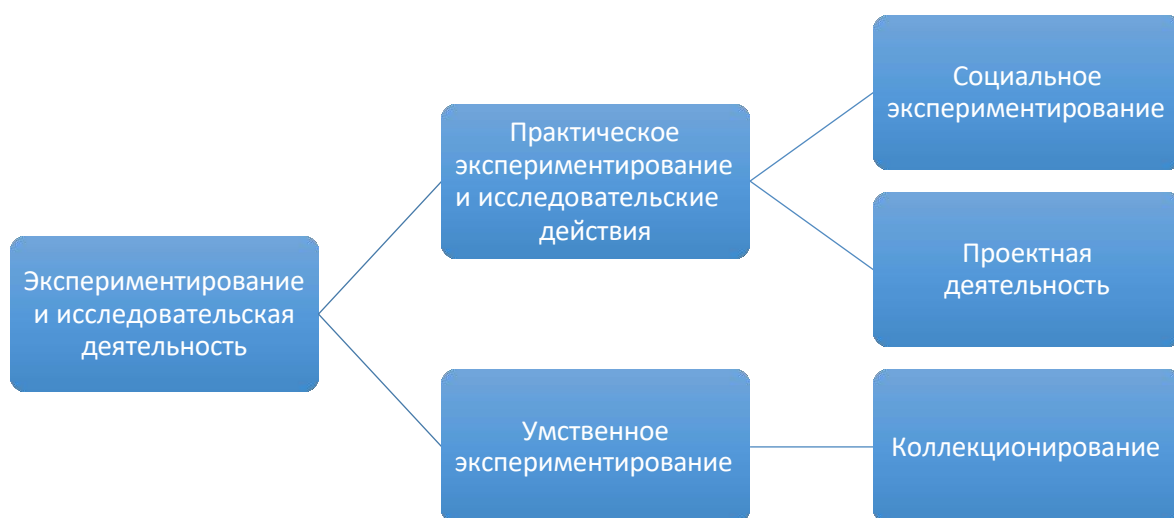 Экспериментирование
и исследовательская
деятельность
Практическое
экспериментирование
и исследовательские
действия
Социальное
экспериментирование
Проектная
деятельность
Умственное
экспериментирование
Коллекционирование